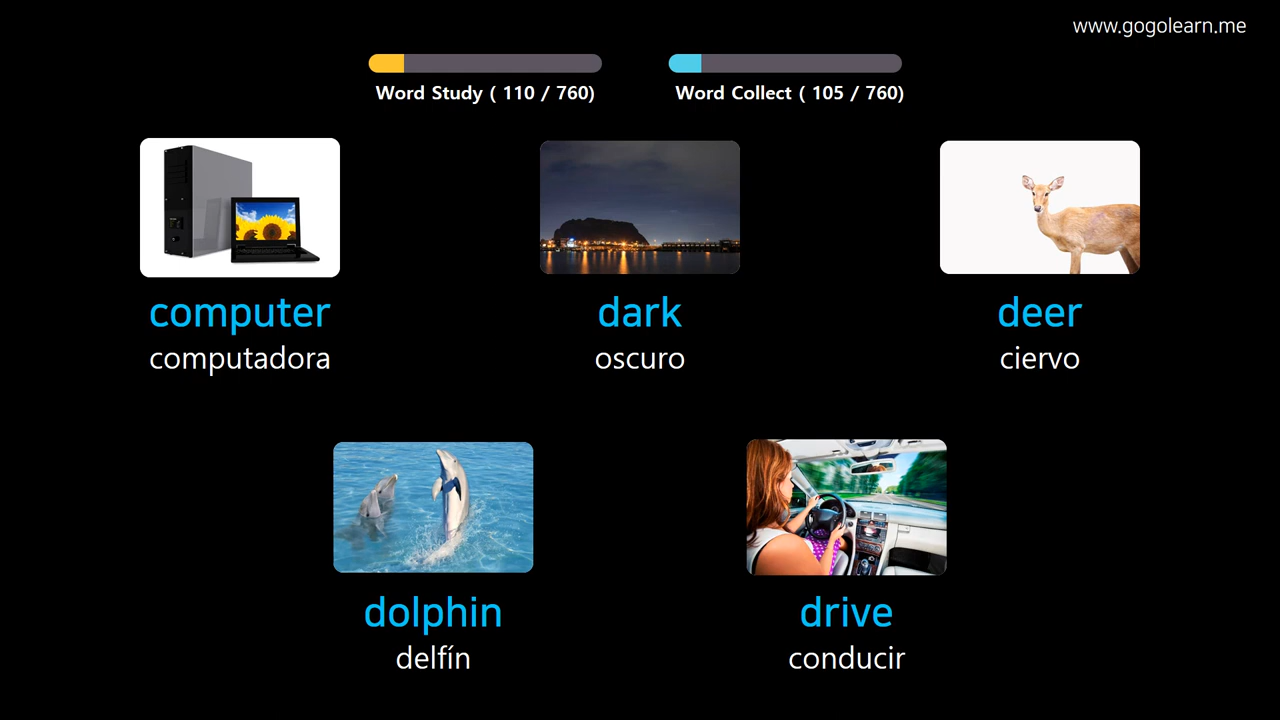 www.gogolearn.me
Word Study ( 110 / 760)
Word Collect ( 105 / 760)
computer
computadora
dark
oscuro
deer
ciervo
dolphin
delfín
drive
conducir